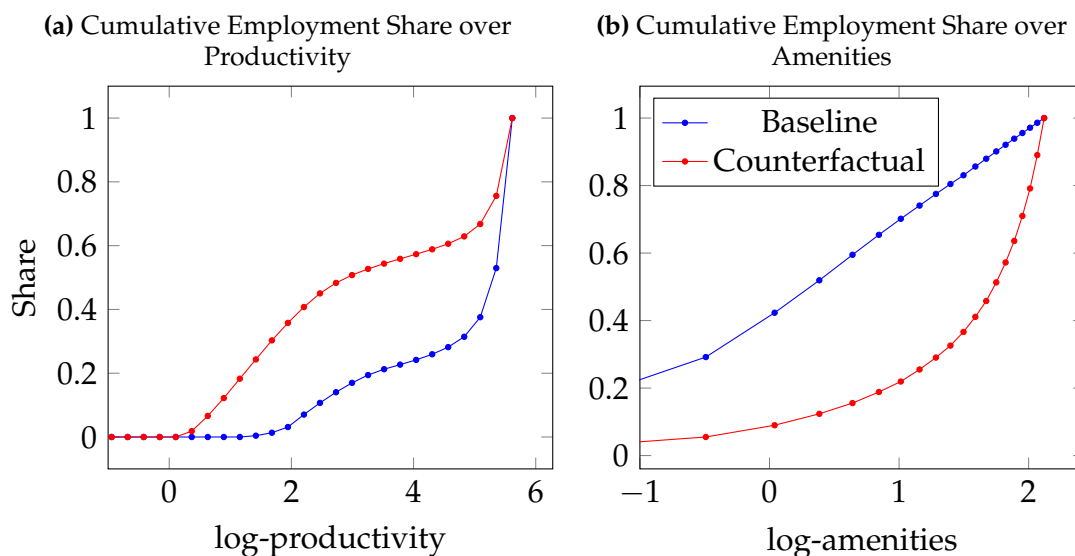 (a) Cumulative Employment Share over
Productivity
1
0.8
0.6
0.4
0.2
0
Share
0 2 4 6
log-productivity
(b) Cumulative Employment Share over
Amenities
Baseline
Counterfactual
1
0.8
0.6
0.4
0.2
0
−1 0 1 2
log-amenities